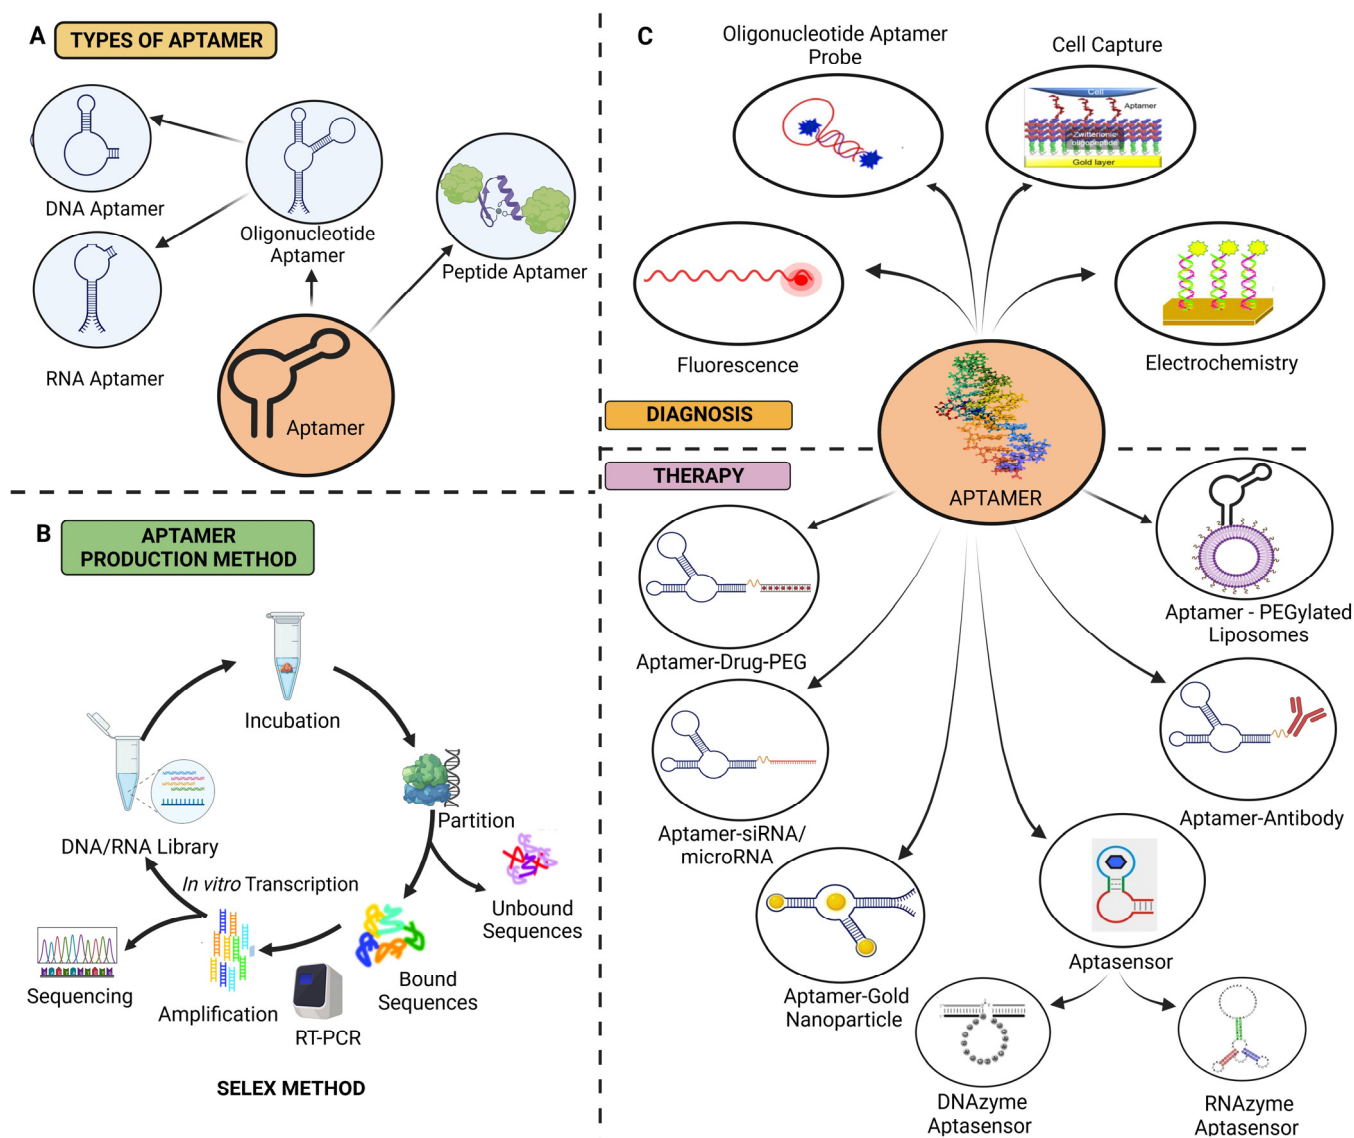 A
TYPES OF APTAMER
DNA Aptamer
Oligonucleotide
Aptamer
Peptide Aptamer
RNA Aptamer
Aptamer
B
APTAMER
PRODUCTION METHOD
Incubation
Partition
DNA/RNA Library
In vitro Transcription
Unbound
Sequences
Bound
Sequences
Sequencing
Amplification
RT-PCR
SELEX METHOD
C
Oligonucleotide Aptamer
Probe
Cell Capture
Cell
Aptamer
Zwitterionic
oligopeptide
Gold layer
Fluorescence
Electrochemistry
DIAGNOSIS
THERAPY
APTAMER
Aptamer-Drug-PEG
Aptamer - PEGylated
Liposomes
Aptamer-siRNA/
microRNA
Aptamer-Antibody
Aptamer-Gold
Nanoparticle
Aptasensor
DNAzyme
Aptasensor
RNAzyme
Aptasensor